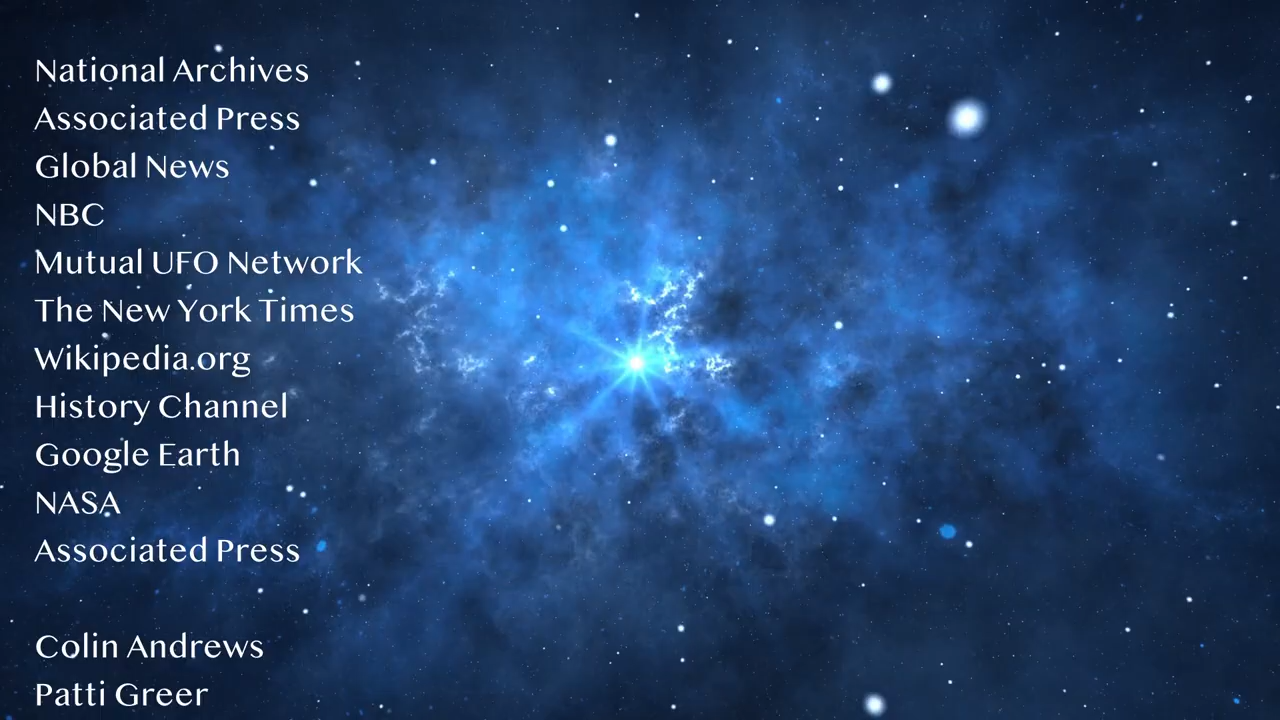 National Archives
Associated Press
Global News
NBC
Mutual UFO Network
The New York Times
Wikipedia.org
History Channel
Google Earth
NASA
Associated Press
Colin Andrews
Patti Greer